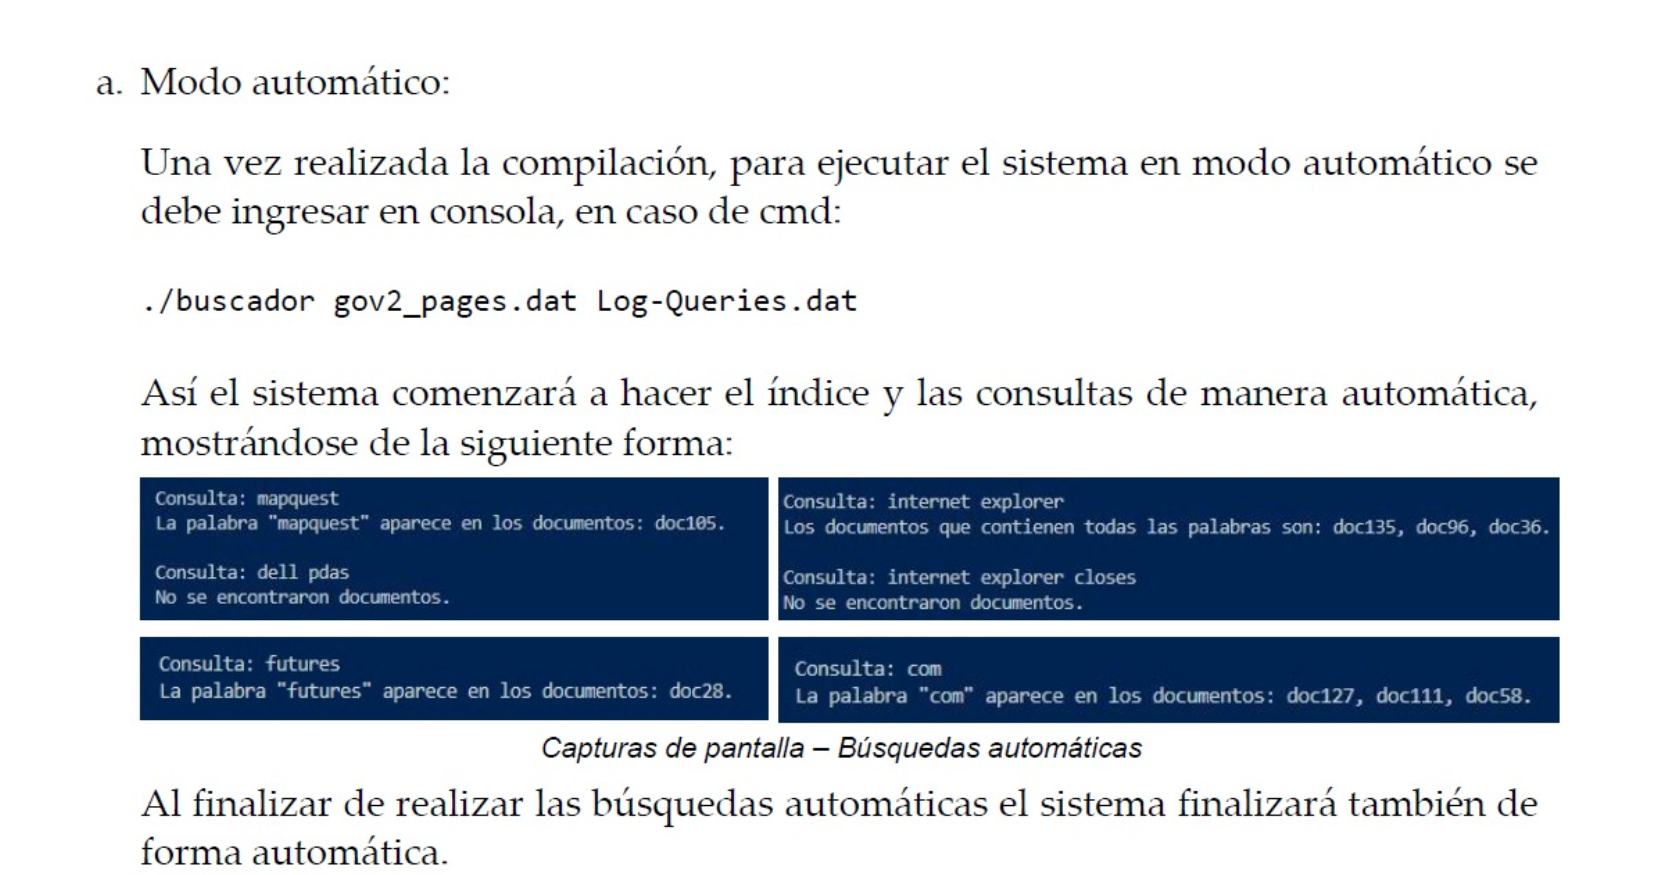 a. Modo automático:
Una vez realizada la compilación, para ejecutar el sistema en modo automático se
debe ingresar en consola, en caso de cmd:
./buscador gov2_pages.dat Log-Queries.dat
Así el sistema comenzará a hacer el índice y las consultas de manera automática,
mostrándose de la siguiente forma:
Consulta: mapquest
La palabra "mapquest" aparece en los documentos: doc105.
Consulta: dell pdas
No se encontraron documentos.
Consulta: internet explorer
Los documentos que contienen todas las palabras son: doc135, doc96, doc36.
Consulta: internet explorer closes
No se encontraron documentos.
Consulta: futures
La palabra "futures" aparece en los documentos: doc28.
Consulta: com
La palabra "com" aparece en los documentos: doc127, doc111, doc58.
Capturas de pantalla – Búsquedas automáticas
Al finalizar de realizar las búsquedas automáticas el sistema finalizará también de
forma automática.